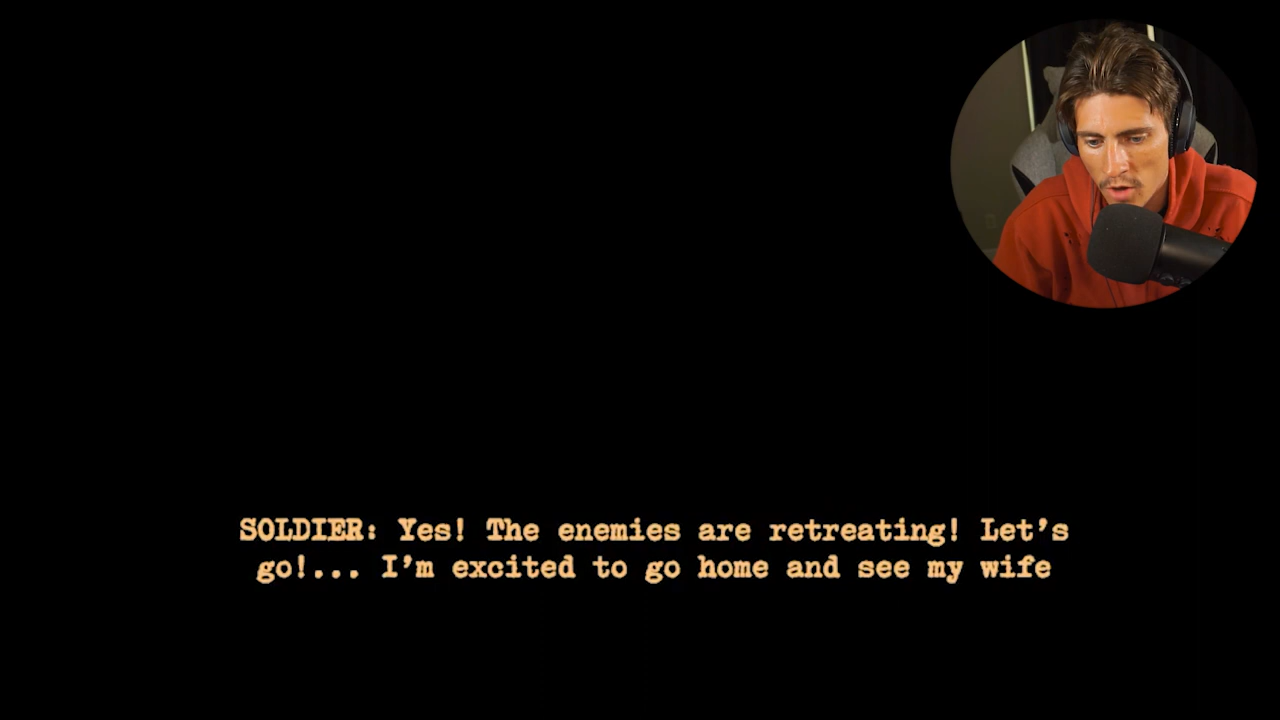 SOLDIER: Yes! The enemies are retreating! Let’s
go!... I’m excited to go home and see my wife